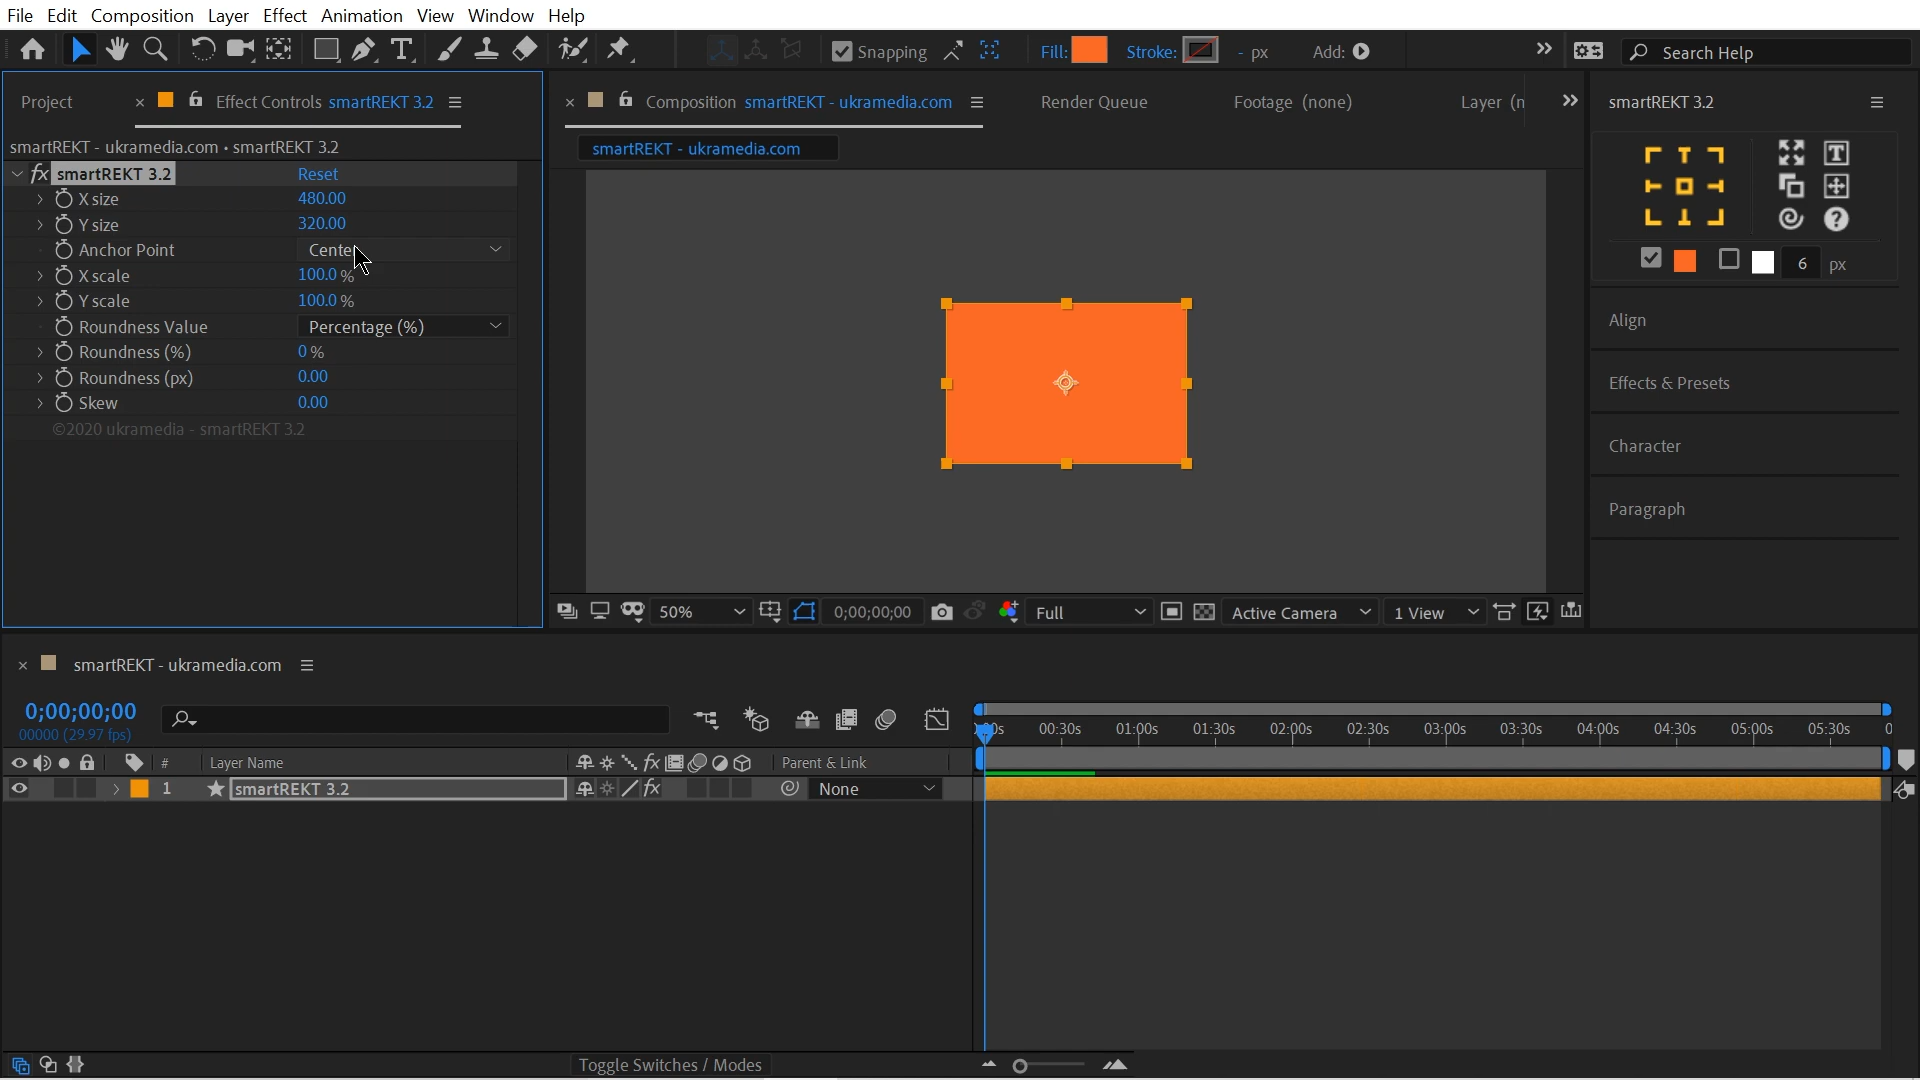 File Edit Composition Layer Effect Animation View Window Help
Snapping Fill: Stroke: - px Add: Search Help
Project × Effect Controls smartREKT 3.2
× Composition smartREKT - ukramedia.com Render Queue Footage (none) Layer (n
smartREKT 3.2
smartREKT - ukramedia.com • smartREKT 3.2
smartREKT - ukramedia.com
fx smartREKT 3.2 Reset
X size 480.00
Y size 320.00
Anchor Point Center
X scale 100.0 %
Y scale 100.0 %
Roundness Value Percentage (%)
Roundness (%) 0 %
Roundness (px) 0.00
Skew 0.00
©2020 ukramedia - smartREKT 3.2
6 px
Align
Effects & Presets
Character
Paragraph
50% 0;00;00;00 Full Active Camera 1 View
× smartREKT - ukramedia.com
0;00;00;00
00000 (29.97 fps)
00:30s 01:00s 01:30s 02:00s 02:30s 03:00s 03:30s 04:00s 04:30s 05:00s 05:30s 0
# Layer Name fx Parent & Link
1 smartREKT 3.2 fx None
Toggle Switches / Modes